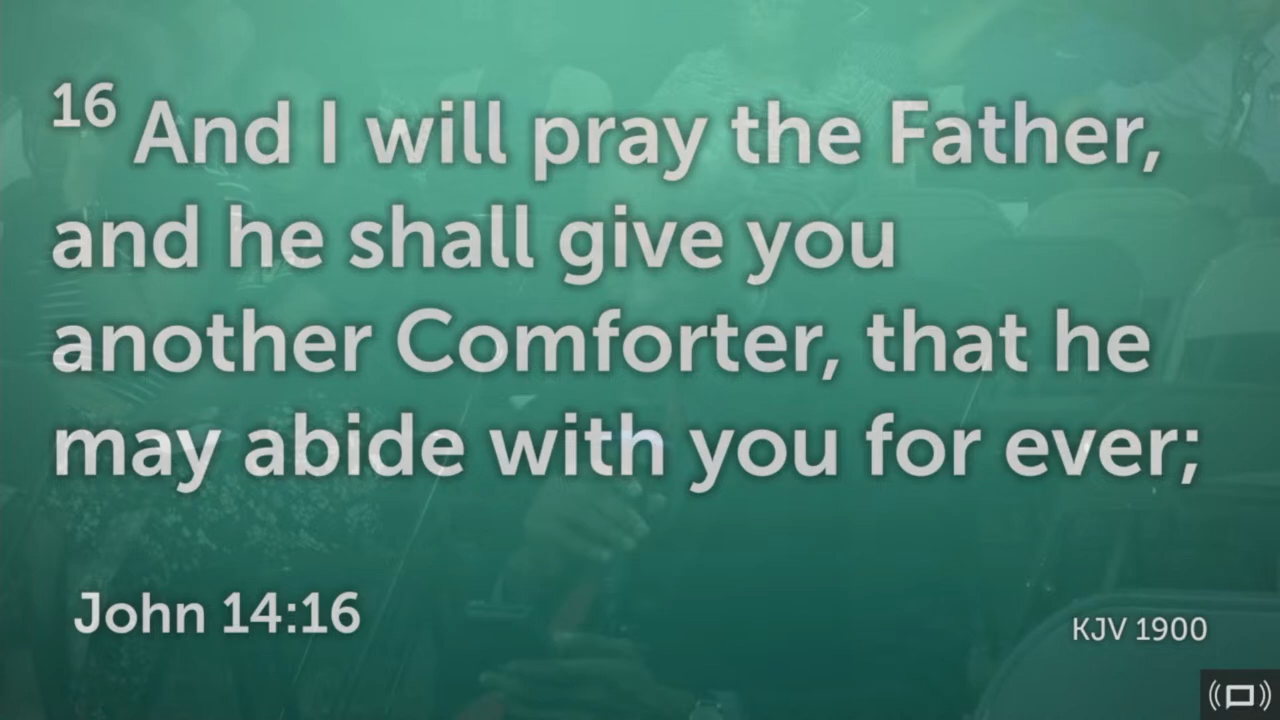 16 And I will pray the Father,
and he shall give you
another Comforter, that he
may abide with you for ever;
John 14:16
KJV 1900